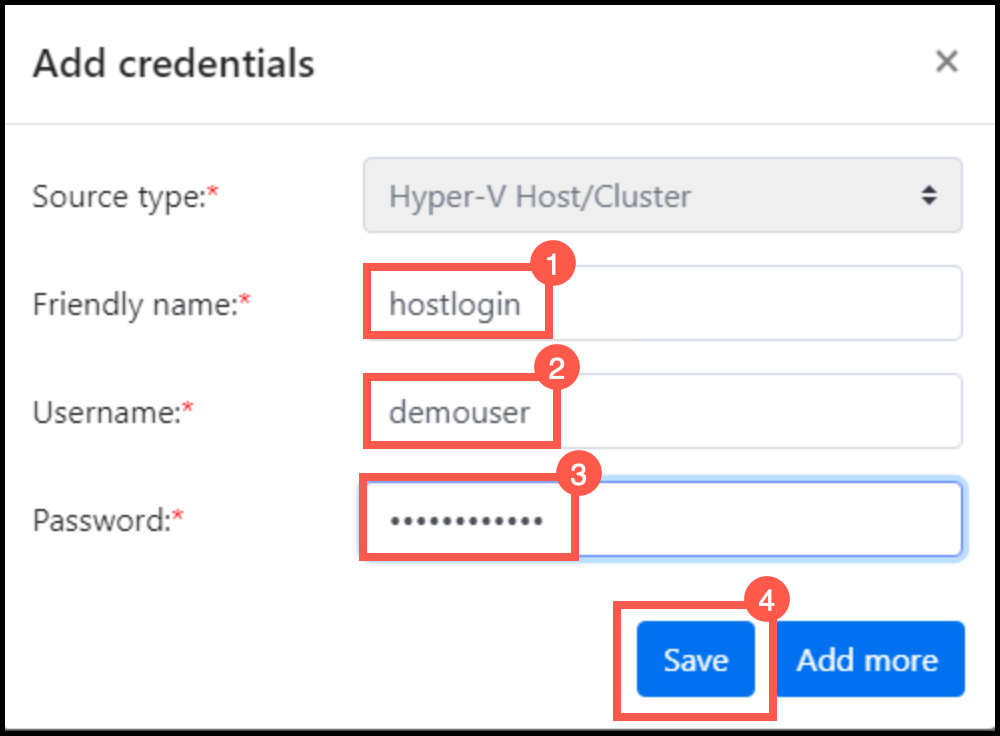 Add credentials ×
Source type:* Hyper-V Host/Cluster
1
Friendly name:* hostlogin
2
Username:* demouser
3
Password:* ••••••••••••
4
Save Add more